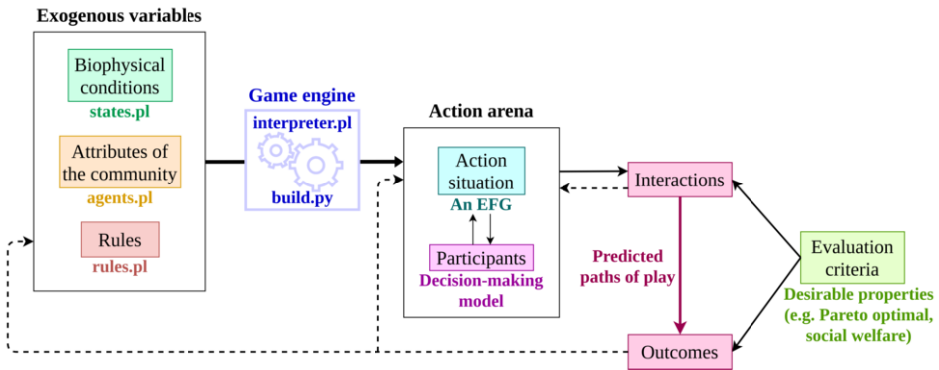 Exogenous variables
Biophysical
conditions
states.pl
Attributes of
the community
agents.pl
Rules
rules.pl
Game engine
interpreter.pl
build.py
Action arena
Action
situation
An EFG
Participants
Decision-making
model
Interactions
Predicted
paths of play
Outcomes
Evaluation
criteria
Desirable properties
(e.g. Pareto optimal,
social welfare)